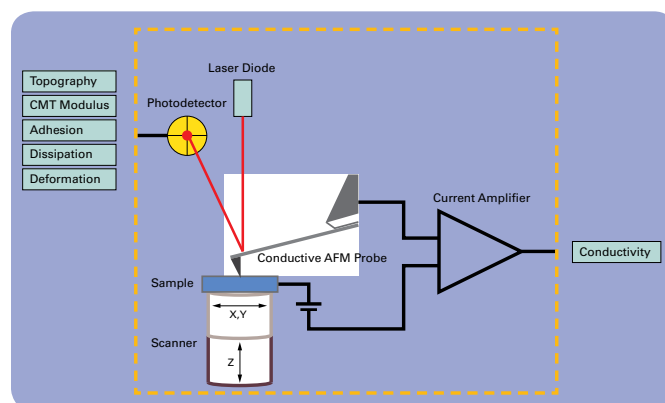 Laser Diode
Topography
CMT Modulus
Adhesion
Dissipation
Deformation
Photodetector
Current Amplifier
Conductivity
Conductive AFM Probe
Sample
X,Y
Scanner
Z